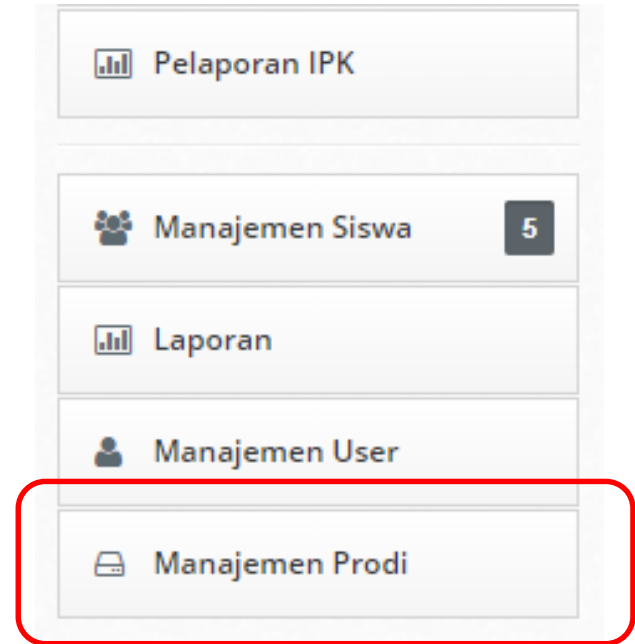 Pelaporan IPK
Manajemen Siswa 5
Laporan
Manajemen User
Manajemen Prodi